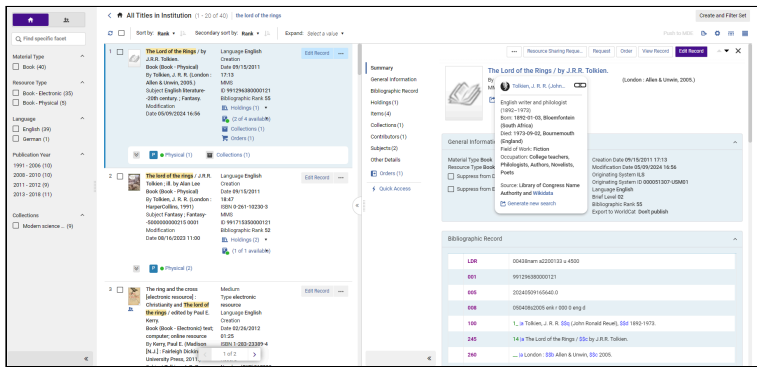 All Titles in Institution (1 - 20 of 40) the lord of the rings
Create and Filter Set
Find specific facet
Material Type
Book (40)
Resource Type
Book - Electronic (35)
Book - Physical (5)
Language
English (39)
German (1)
Publication Year
1991 - 2006 (10)
2008 - 2010 (10)
2011 - 2012 (9)
2013 - 2018 (11)
Collections
Modern science ... (9)
Sort by: Rank
Secondary sort by: Rank
Expand: Select a value
Push to MDE
1
The Lord of the Rings / by
J.R.R. Tolkien.
Book (Book - Physical)
By Tolkien, J. R. R. (London :
Allen & Unwin, 2005.)
Subject English literature-
-20th century. ; Fantasy.
Modification
Date 05/09/2024 16:56
Language English
Creation
Date 09/15/2011
17:13
MMS
ID 991296380000121
Bibliographic Rank 55
Holdings (1)
(2 of 4 available)
Collections (1)
Orders (1)
Edit Record
P Physical (1)
Collections (1)
2
The lord of the rings / J.R.R.
Tolkien ; ill. by Alan Lee
Book (Book - Physical)
By Tolkien, J. R. R. (London :
HarperCollins, 1991)
Subject Fantasy ; Fantasy-
-5000000000215 0001
Modification
Date 08/16/2023 11:00
Language English
Creation
Date 09/15/2011
18:47
ISBN 0-261-10230-3
MMS
ID 991715350000121
Bibliographic Rank 52
Holdings (2)
(1 of 1 available)
Edit Record
P Physical (2)
3
The ring and the cross
[electronic resource] :
Christianity and The lord of
the rings / edited by Paul E.
Kerry.
Book (Book - Electronic) text;
computer; online resource
By Kerry, Paul E. (Madison
[N.J.] : Fairleigh Dickin
University Press, 2011.
Medium
Type electronic
resource
Language English
Creation
Date 02/26/2012
01:25
ISBN 1-283-23389-4
Edit Record
1 of 2
Summary
General information
Bibliographic Record
Holdings (1)
Items (4)
Collections (1)
Contributors (1)
Subjects (2)
Other Details
Orders (1)
Quick Access
Resource Sharing Reque...
Request
Order
View Record
Edit Record
The Lord of the Rings / by J.R.R. Tolkien.
By
(London : Allen & Unwin, 2005.)
Tolkien, J. R. R. (John...
English writer and philologist
(1892–1973)
Born: 1892-01-03, Bloemfontein
(South Africa)
Died: 1973-09-02, Bournemouth
(England)
Field of Work: Fiction
Occupation: College teachers,
Philologists, Authors, Novelists,
Poets
Source: Library of Congress Name
Authority and Wikidata
Generate new search
General Informati
Material Type Book
Resource Type Book
Suppress from D
Suppress from E
Creation Date 09/15/2011 17:13
Modification Date 05/09/2024 16:56
Originating System ILS
Originating System ID 000051307-USM01
Language English
Brief Level 02
Bibliographic Rank 55
Export to WorldCat Don't publish
Bibliographic Record
LDR 00438nam a2200133 u 4500
001 991296380000121
005 20240509165640.0
008 050408s2005 enk r 000 0 eng d
100 1_ |a Tolkien, J. R. R. $$q (John Ronald Reuel), $$d 1892-1973.
245 14 |a The Lord of the Rings / $$c by J.R.R. Tolkien.
260 __ |a London : $$b Allen & Unwin, $$c 2005.